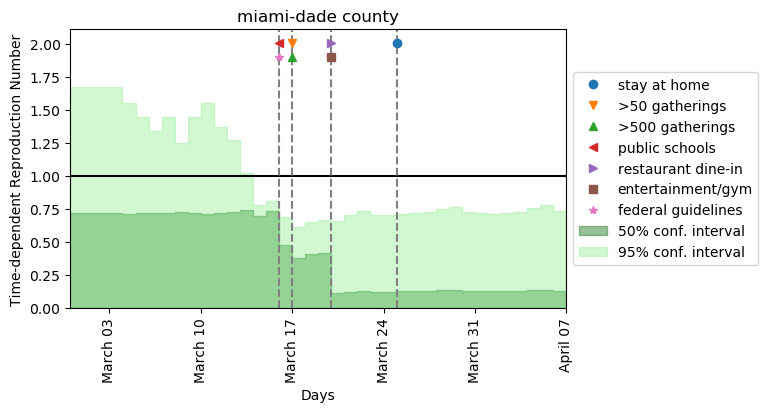 miami-dade county
Time-dependent Reproduction Number
2.00
1.75
1.50
1.25
1.00
0.75
0.50
0.25
0.00
March 03
March 10
March 17
March 24
March 31
April 07
Days
stay at home
>50 gatherings
>500 gatherings
public schools
restaurant dine-in
entertainment/gym
federal guidelines
50% conf. interval
95% conf. interval